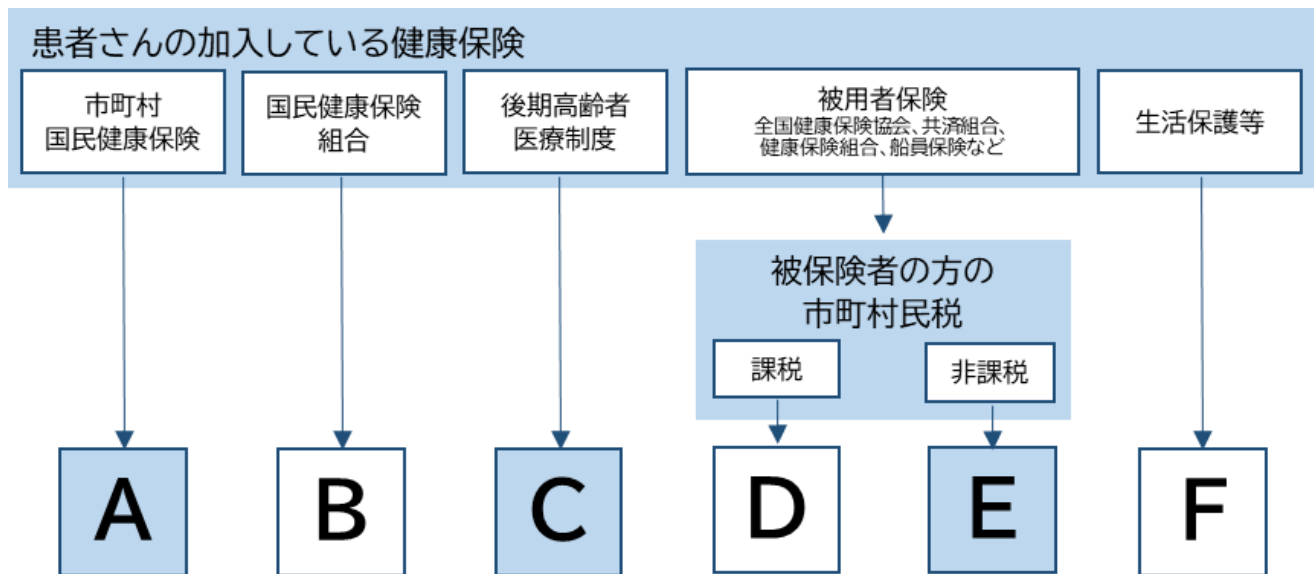 患者さんの加入している健康保険
市町村
国民健康保険
国民健康保険
組合
後期高齢者
医療制度
被用者保険
全国健康保険協会、共済組合、
健康保険組合、船員保険など
生活保護等
被保険者の方の
市町村民税
課税
非課税
A
B
C
D
E
F